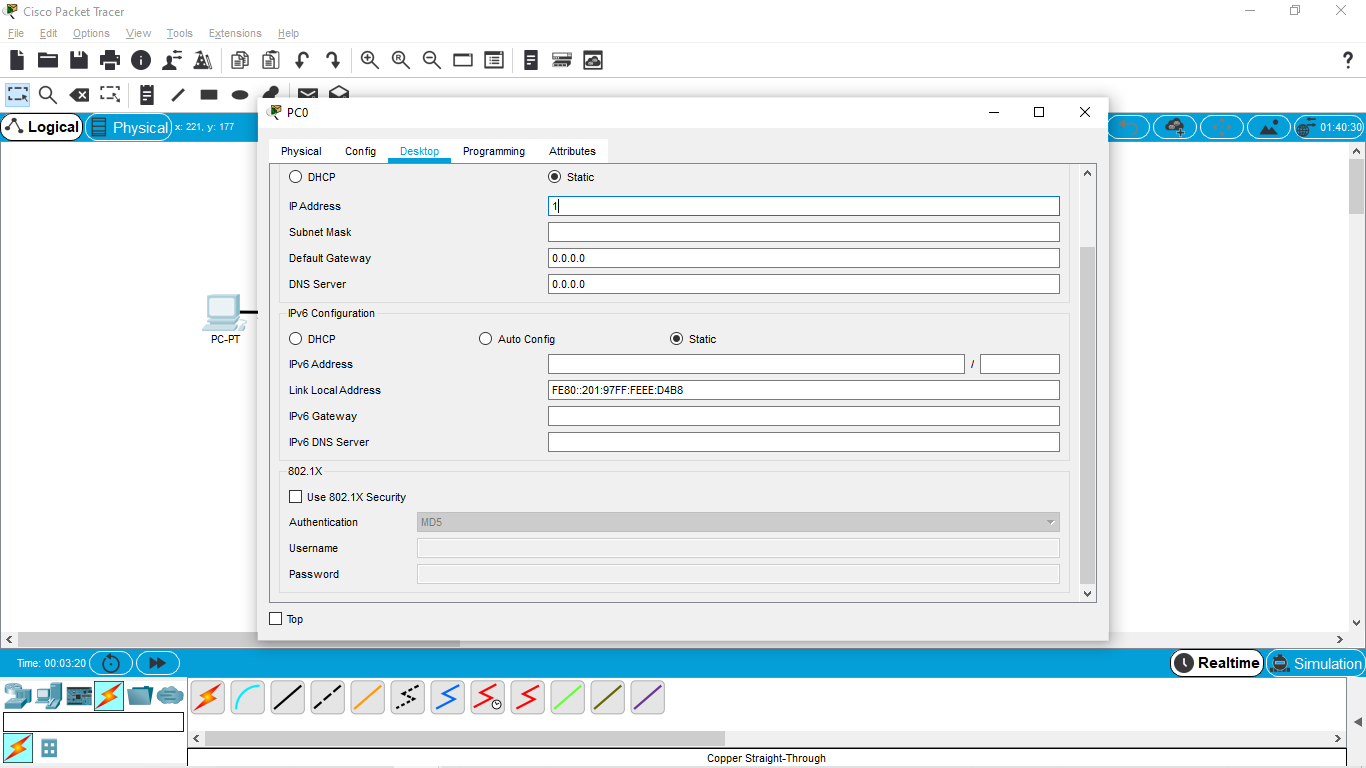 Cisco Packet Tracer
File Edit Options View Tools Extensions Help
R
?
Logical Physical x: 221, y: 177 01:40:30
PC0
Physical Config Desktop Programming Attributes
DHCP Static
IP Address 1
Subnet Mask
Default Gateway 0.0.0.0
DNS Server 0.0.0.0
IPv6 Configuration
DHCP Auto Config Static
IPv6 Address /
Link Local Address FE80::201:97FF:FEEE:D4B8
IPv6 Gateway
IPv6 DNS Server
802.1X
Use 802.1X Security
Authentication MD5
Username
Password
Top
PC-PT
Time: 00:03:20 Realtime Simulation
Copper Straight-Through